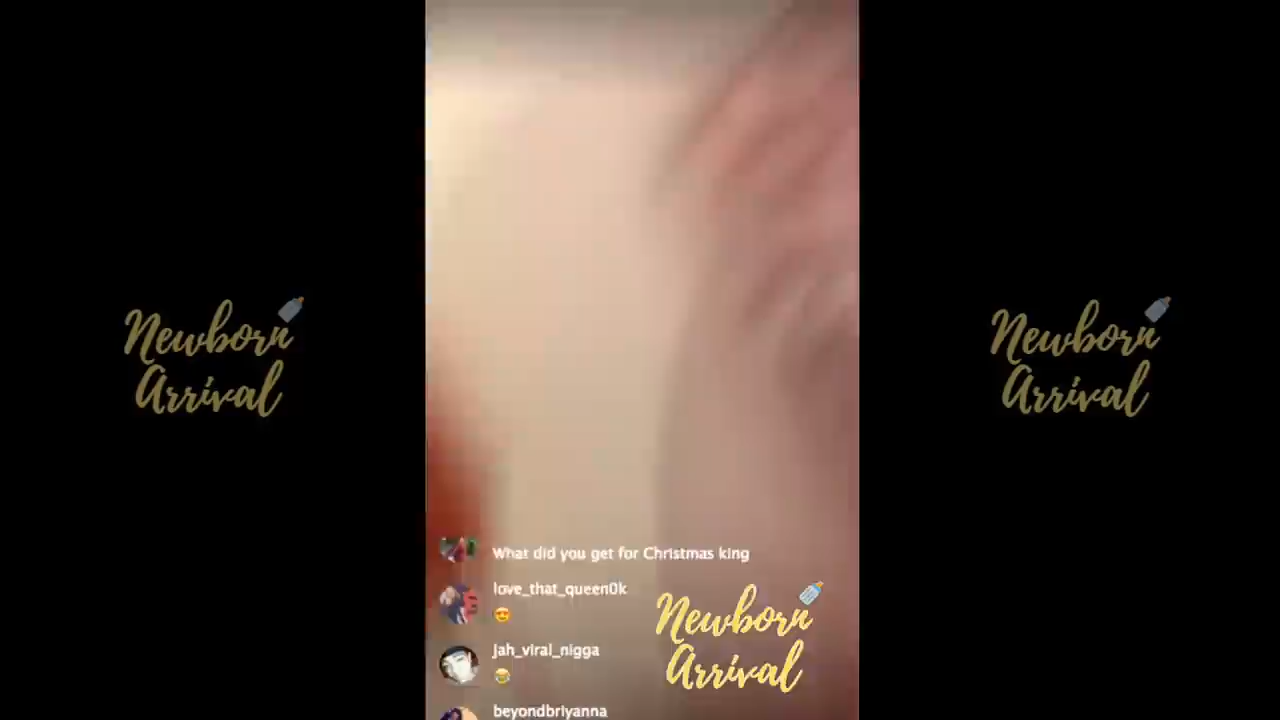 Newborn
Arrival
Newborn
Arrival
What did you get for Christmas king
love_that_queen0k
😍
jah_viral_nigga
😂
beyondbriyanna
Newborn
Arrival